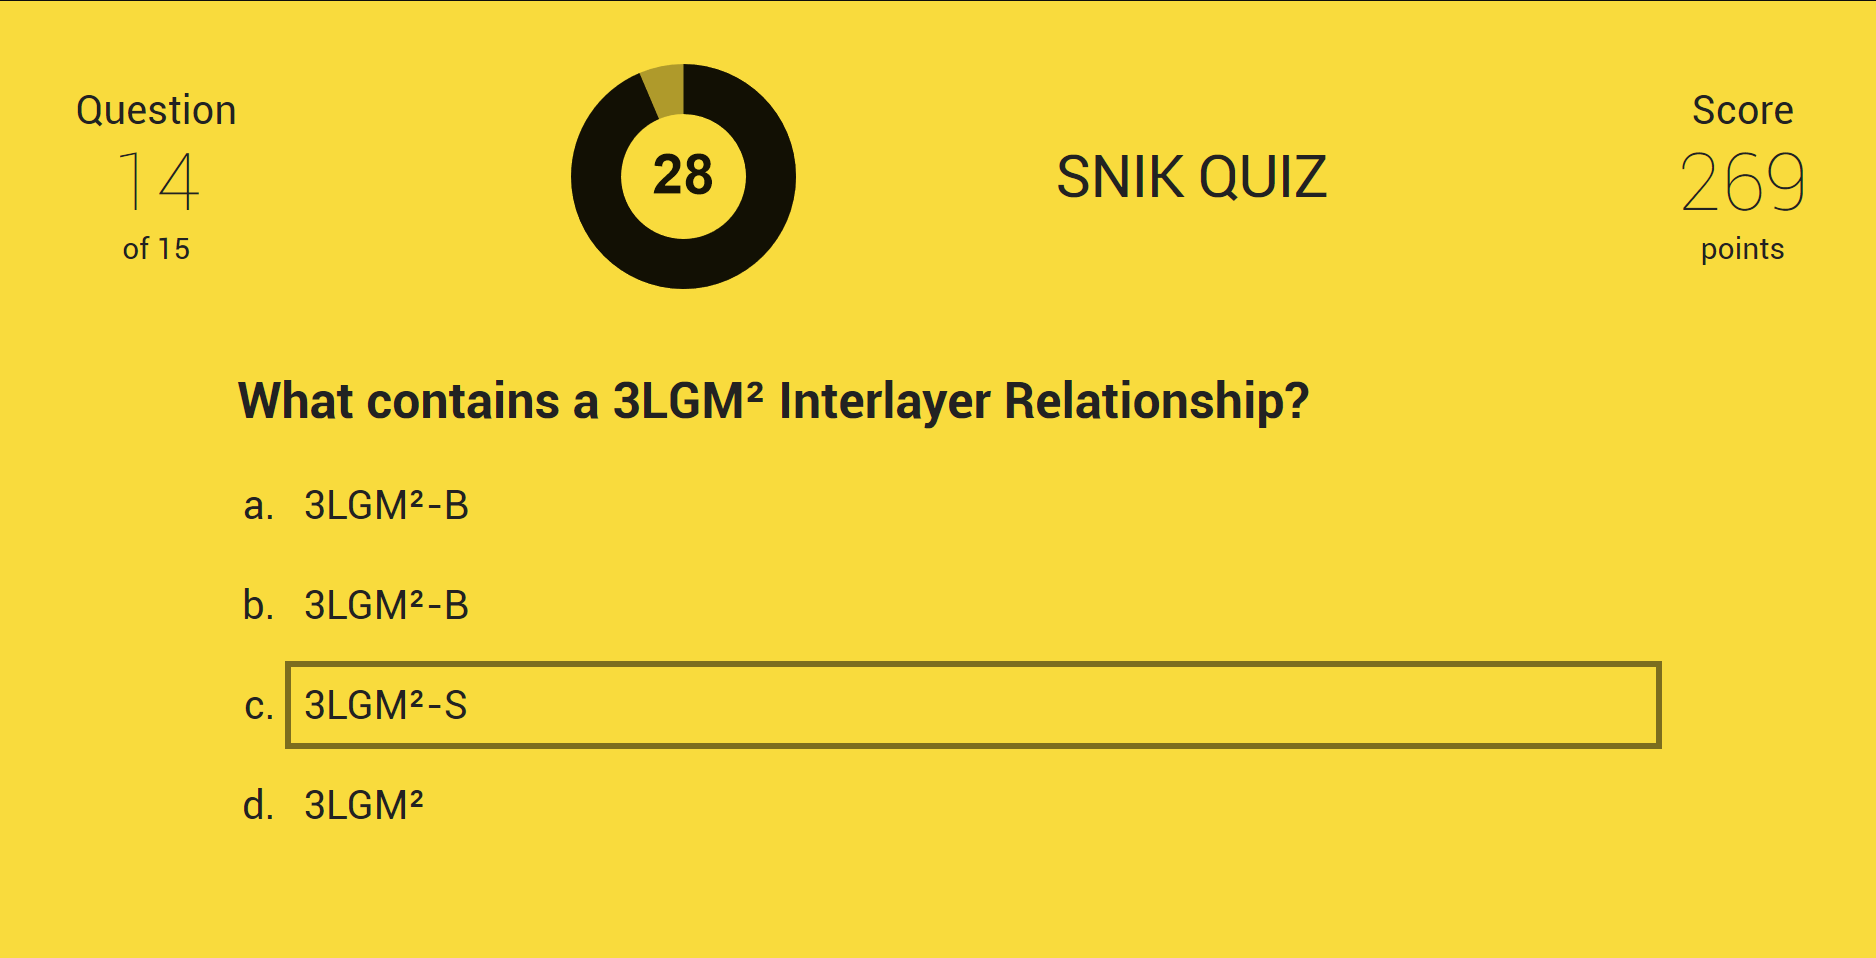 Question
14
of 15
28
SNIK QUIZ
Score
269
points
What contains a 3LGM² Interlayer Relationship?
a. 3LGM²-B
b. 3LGM²-B
c. 3LGM²-S
d. 3LGM²